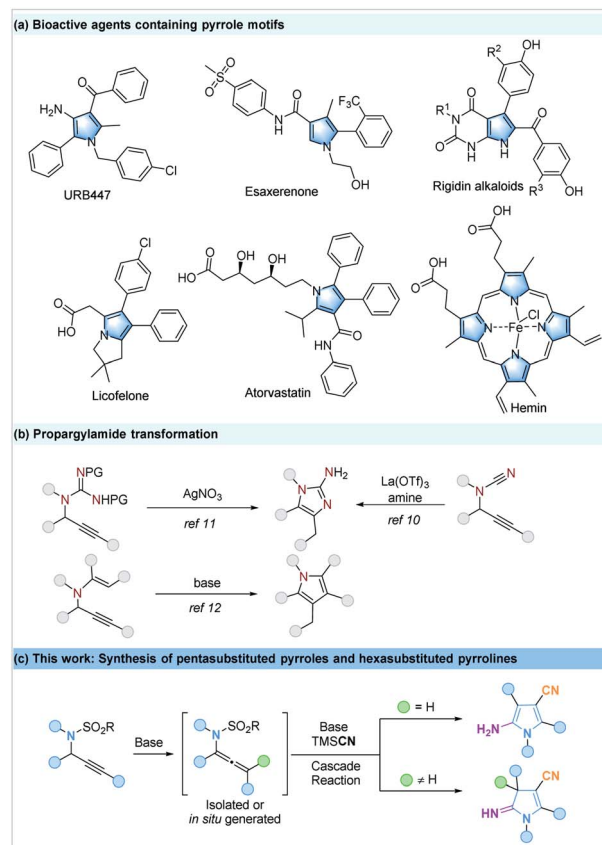 (a) Bioactive agents containing pyrrole motifs
H2N
O
N
Cl
URB447
O
S
O
O
N
H
F3C
N
OH
Esaxerenone
R2
OH
R1
O
N
O
N
H
N
H
O
R3
OH
Rigidin alkaloids
Cl
O
OH
N
Licofelone
O
HO
OH
OH
N
O
N
H
Atorvastatin
OH
O
O
OH
N
Cl
N
Fe
N
N
Hemin
(b) Propargylamide transformation
NPG
N
NHPG
AgNO3
ref 11
NH2
N
N
La(OTf)3
amine
ref 10
N
N
N
base
ref 12
N
(c) This work: Synthesis of pentasubstituted pyrroles and hexasubstituted pyrrolines
N
SO2R
Base
N
SO2R
Isolated or
in situ generated
Base
TMSCN
Cascade
Reaction
= H
CN
H2N
N
≠ H
CN
HN
N